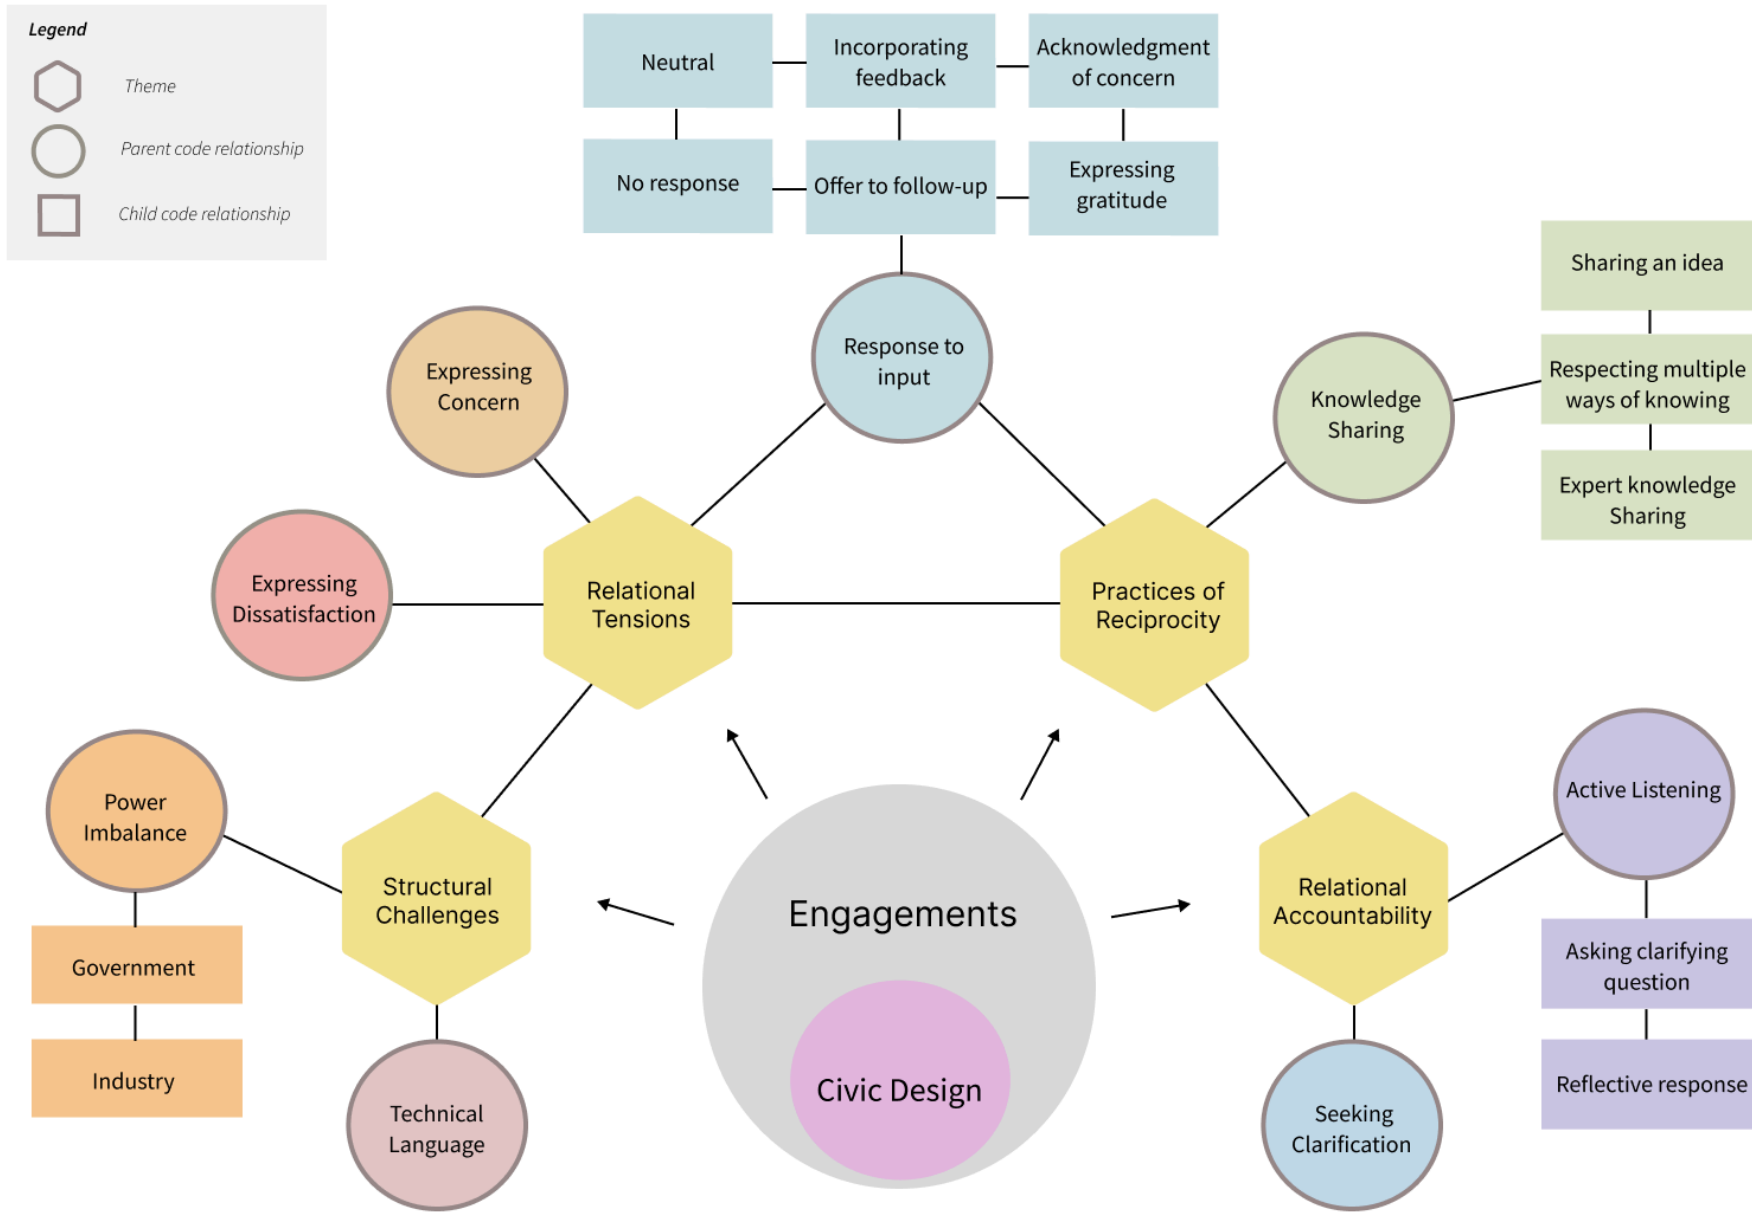 Legend
Theme
Parent code relationship
Child code relationship
Neutral
Incorporating
feedback
Acknowledgment
of concern
No response
Offer to follow-up
Expressing
gratitude
Sharing an idea
Respecting multiple
ways of knowing
Expert knowledge
Sharing
Response to
input
Expressing
Concern
Knowledge
Sharing
Expressing
Dissatisfaction
Relational
Tensions
Practices of
Reciprocity
Power
Imbalance
Government
Industry
Structural
Challenges
Technical
Language
Engagements
Civic Design
Relational
Accountability
Seeking
Clarification
Active Listening
Asking clarifying
question
Reflective response